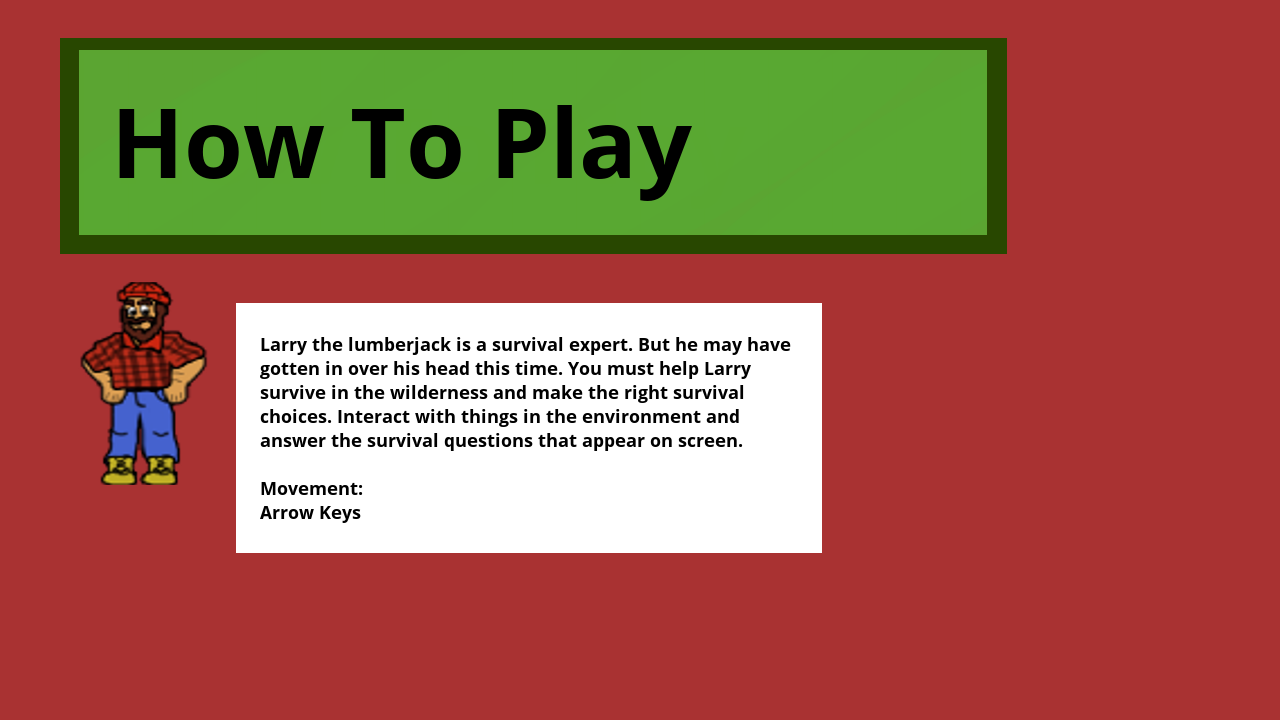 How To Play
Larry the lumberjack is a survival expert. But he may have
gotten in over his head this time. You must help Larry
survive in the wilderness and make the right survival
choices. Interact with things in the environment and
answer the survival questions that appear on screen.
Movement:
Arrow Keys